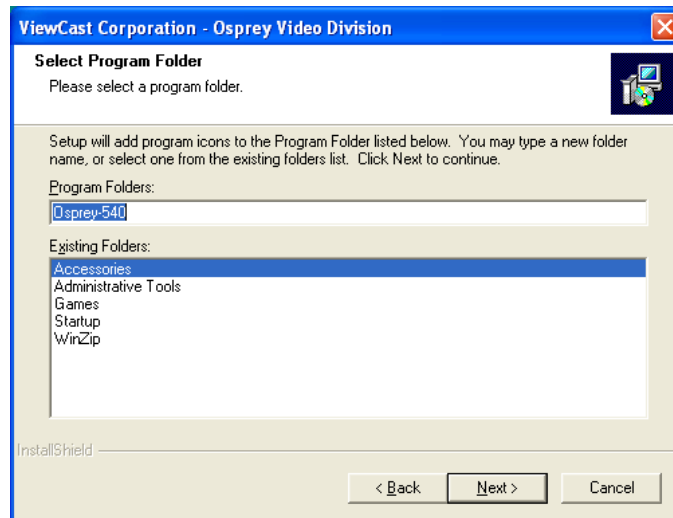 ViewCast Corporation - Osprey Video Division
Select Program Folder
Please select a program folder.
Setup will add program icons to the Program Folder listed below. You may type a new folder
name, or select one from the existing folders list. Click Next to continue.
Program Folders:
Osprey-540
Existing Folders:
Accessories
Administrative Tools
Games
Startup
WinZip
InstallShield
< Back
Next >
Cancel